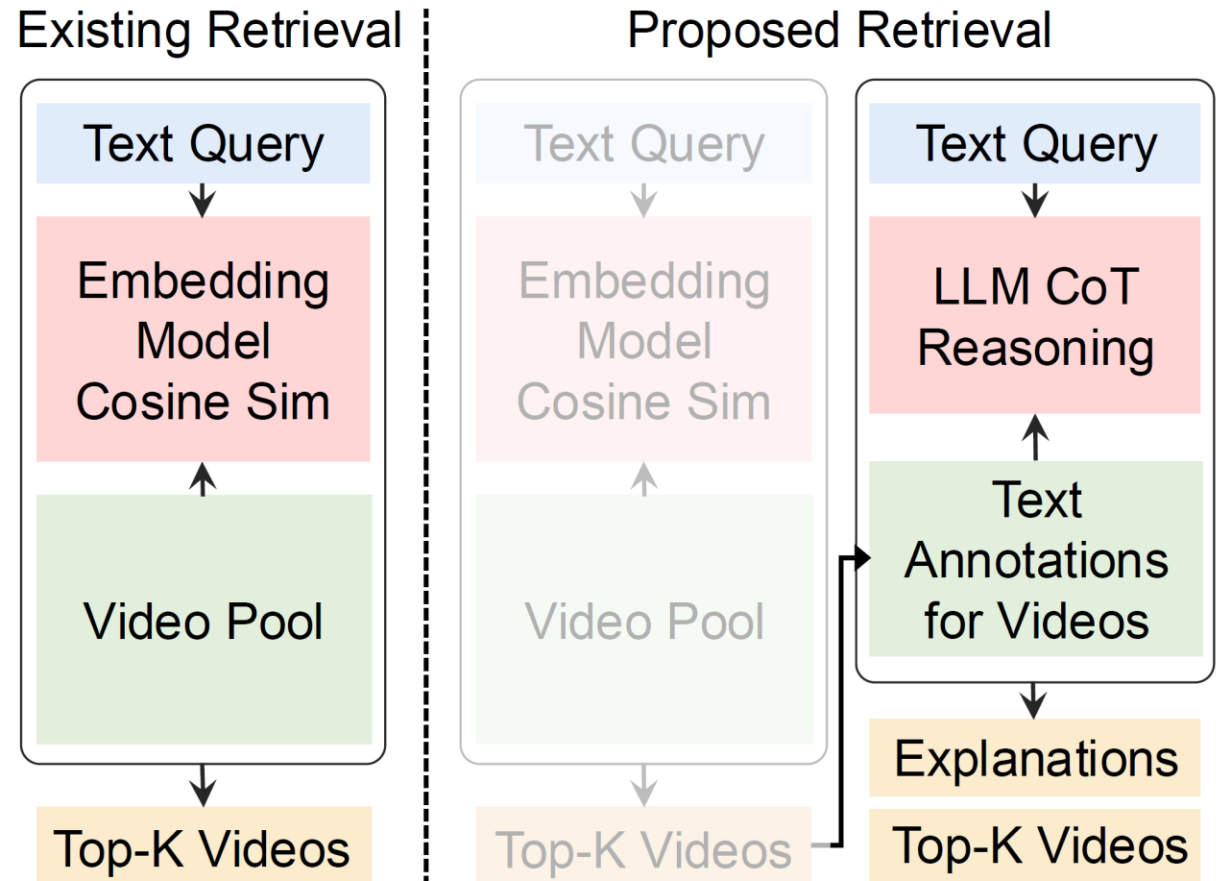 Existing Retrieval
Text Query
Embedding
Model
Cosine Sim
Video Pool
Top-K Videos
Proposed Retrieval
Text Query
Embedding
Model
Cosine Sim
Video Pool
Top-K Videos
Text Query
LLM CoT
Reasoning
Text
Annotations
for Videos
Explanations
Top-K Videos